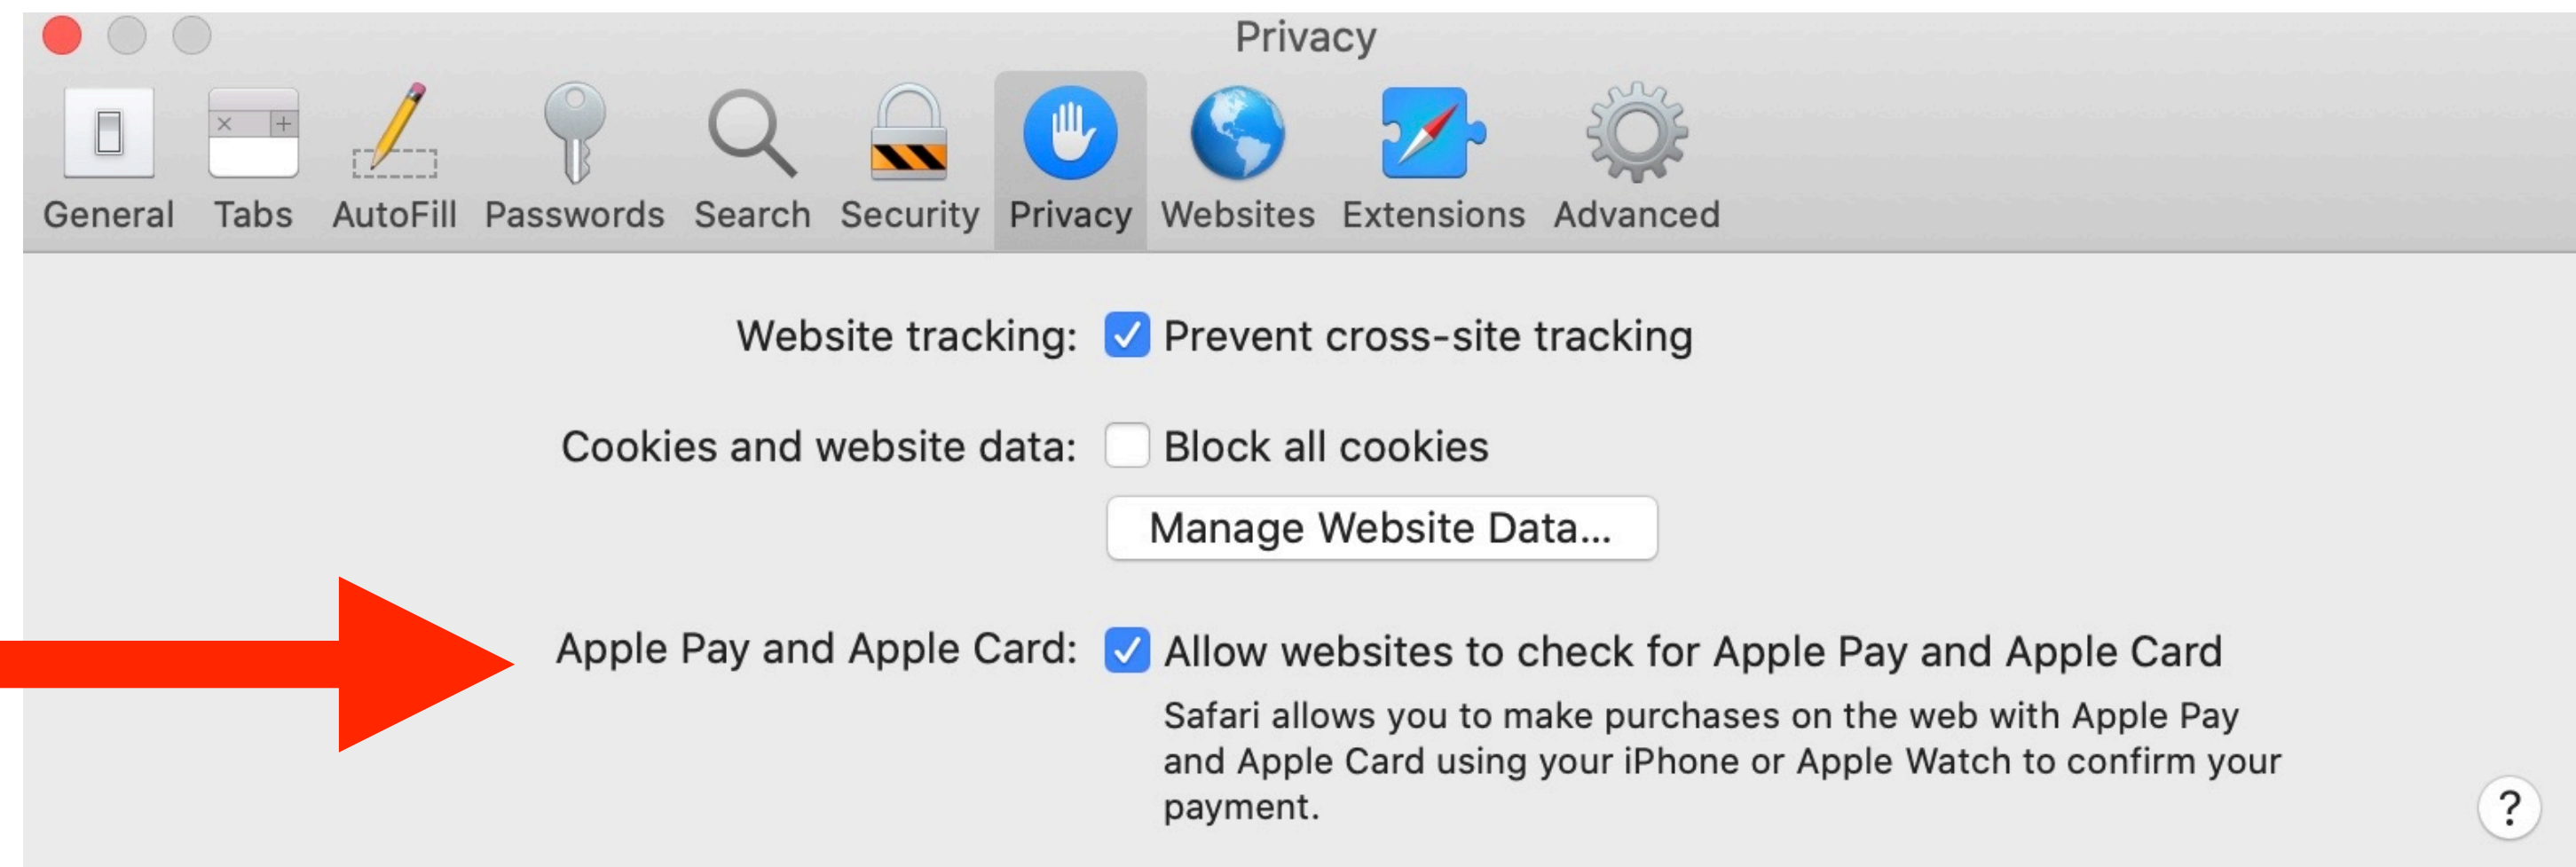 Privacy
General Tabs AutoFill Passwords Search Security Privacy Websites Extensions Advanced
Website tracking: Prevent cross-site tracking
Cookies and website data: Block all cookies
Manage Website Data...
Apple Pay and Apple Card: Allow websites to check for Apple Pay and Apple Card
Safari allows you to make purchases on the web with Apple Pay
and Apple Card using your iPhone or Apple Watch to confirm your
payment.
?